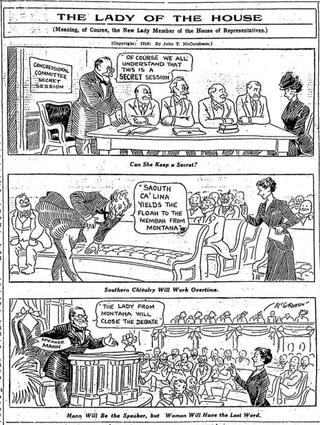 THE LADY OF THE HOUSE
(Meaning, of Course, the New Lady Member of the House of Representatives.)
[Copyright: 1916: By John T. McCutcheon.]
CONGRESSIONAL
COMMITTEE
SECRET
SESSION
OF COURSE WE ALL
UNDERSTAND THAT
THIS IS A
SECRET SESSION
Can She Keep a Secret?
"SAOUTH
CA'LINA
YIELDS THE
FLOAH TO THE
MEMBAH FROM
MONTANA"
Southern Chivalry Will Work Overtime.
"THE LADY FROM
MONTANA WILL
CLOSE THE DEBATE"
McCutcheon
SPEAKER
MANN
Mann Will Be the Speaker, but Woman Will Have the Last Word.